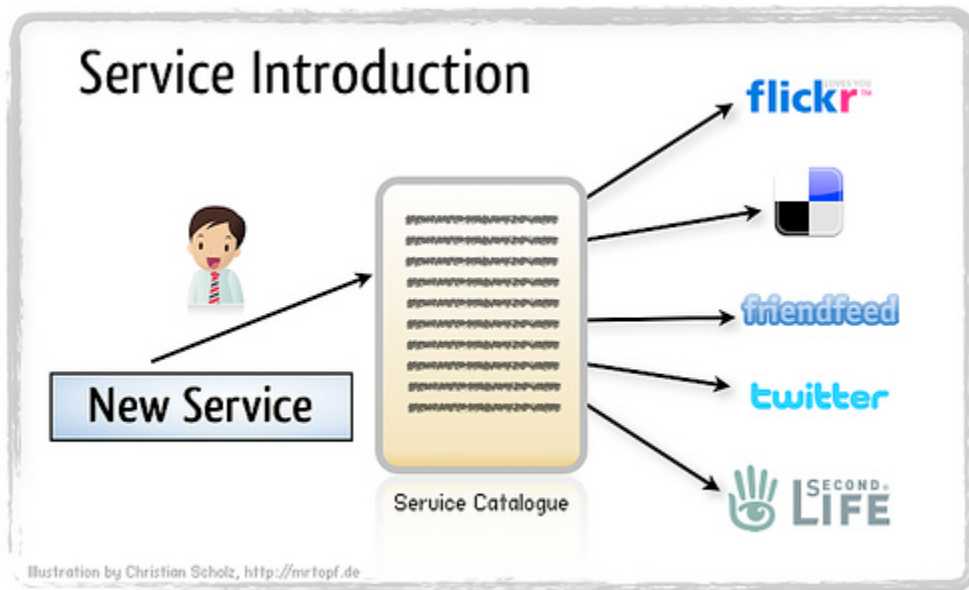 Service Introduction
flickr™
LOVES YOU
friendfeed
twitter
SECOND®
LIFE
New Service
Service Catalogue
Illustration by Christian Scholz, http://mrtopf.de